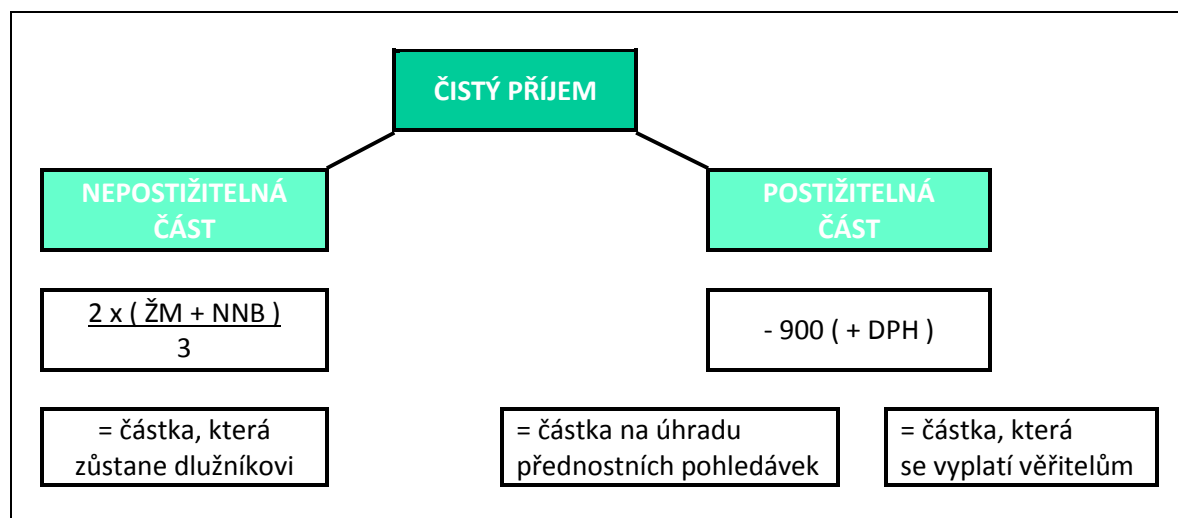 ČISTÝ PŘÍJEM
NEPOSTIŽITELNÁ
ČÁST
POSTIŽITELNÁ
ČÁST
2 x ( ŽM + NNB )
3
- 900 ( + DPH )
= částka, která
zůstane dlužníkovi
= částka na úhradu
přednostních pohledávek
= částka, která
se vyplatí věřitelům